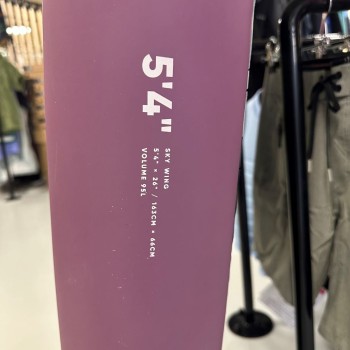 5'4"
SKY WING
5'4" × 26" / 163CM × 66CM
VOLUME 95L